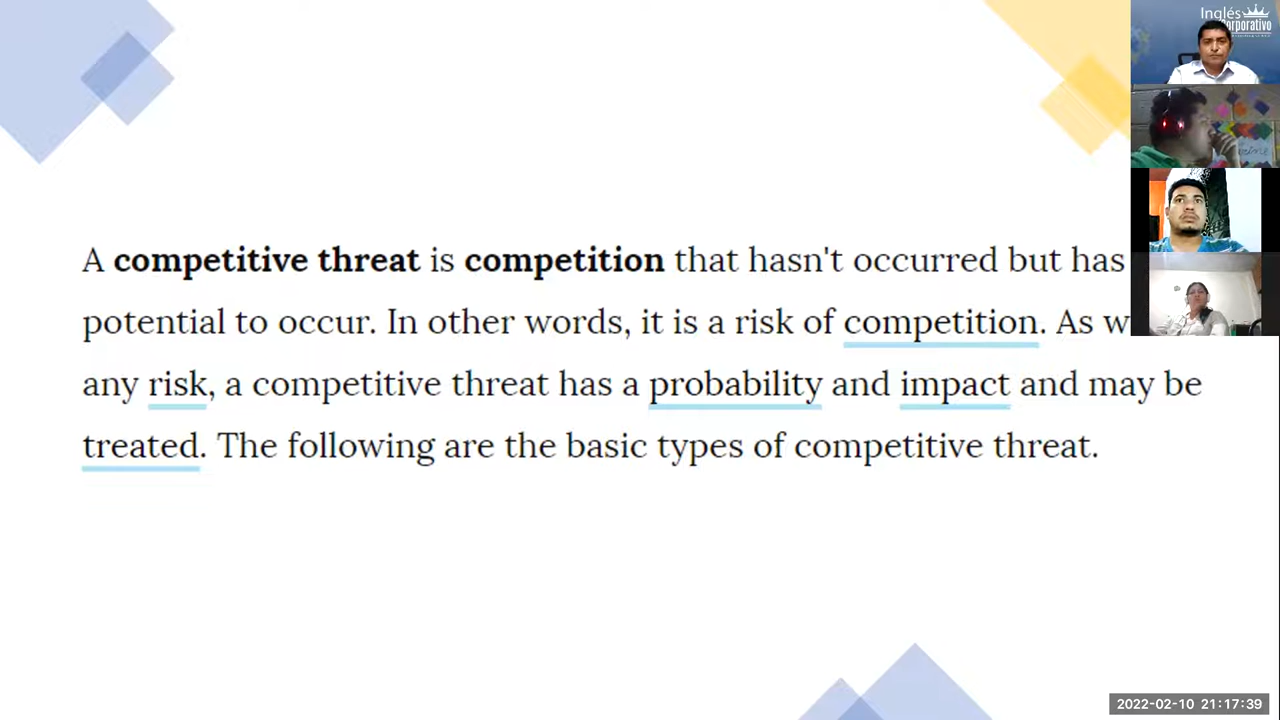 Inglés
Corporativo
A competitive threat is competition that hasn't occurred but has
potential to occur. In other words, it is a risk of competition. As
any risk, a competitive threat has a probability and impact and may be
treated. The following are the basic types of competitive threat.
2022-02-10 21:17:39